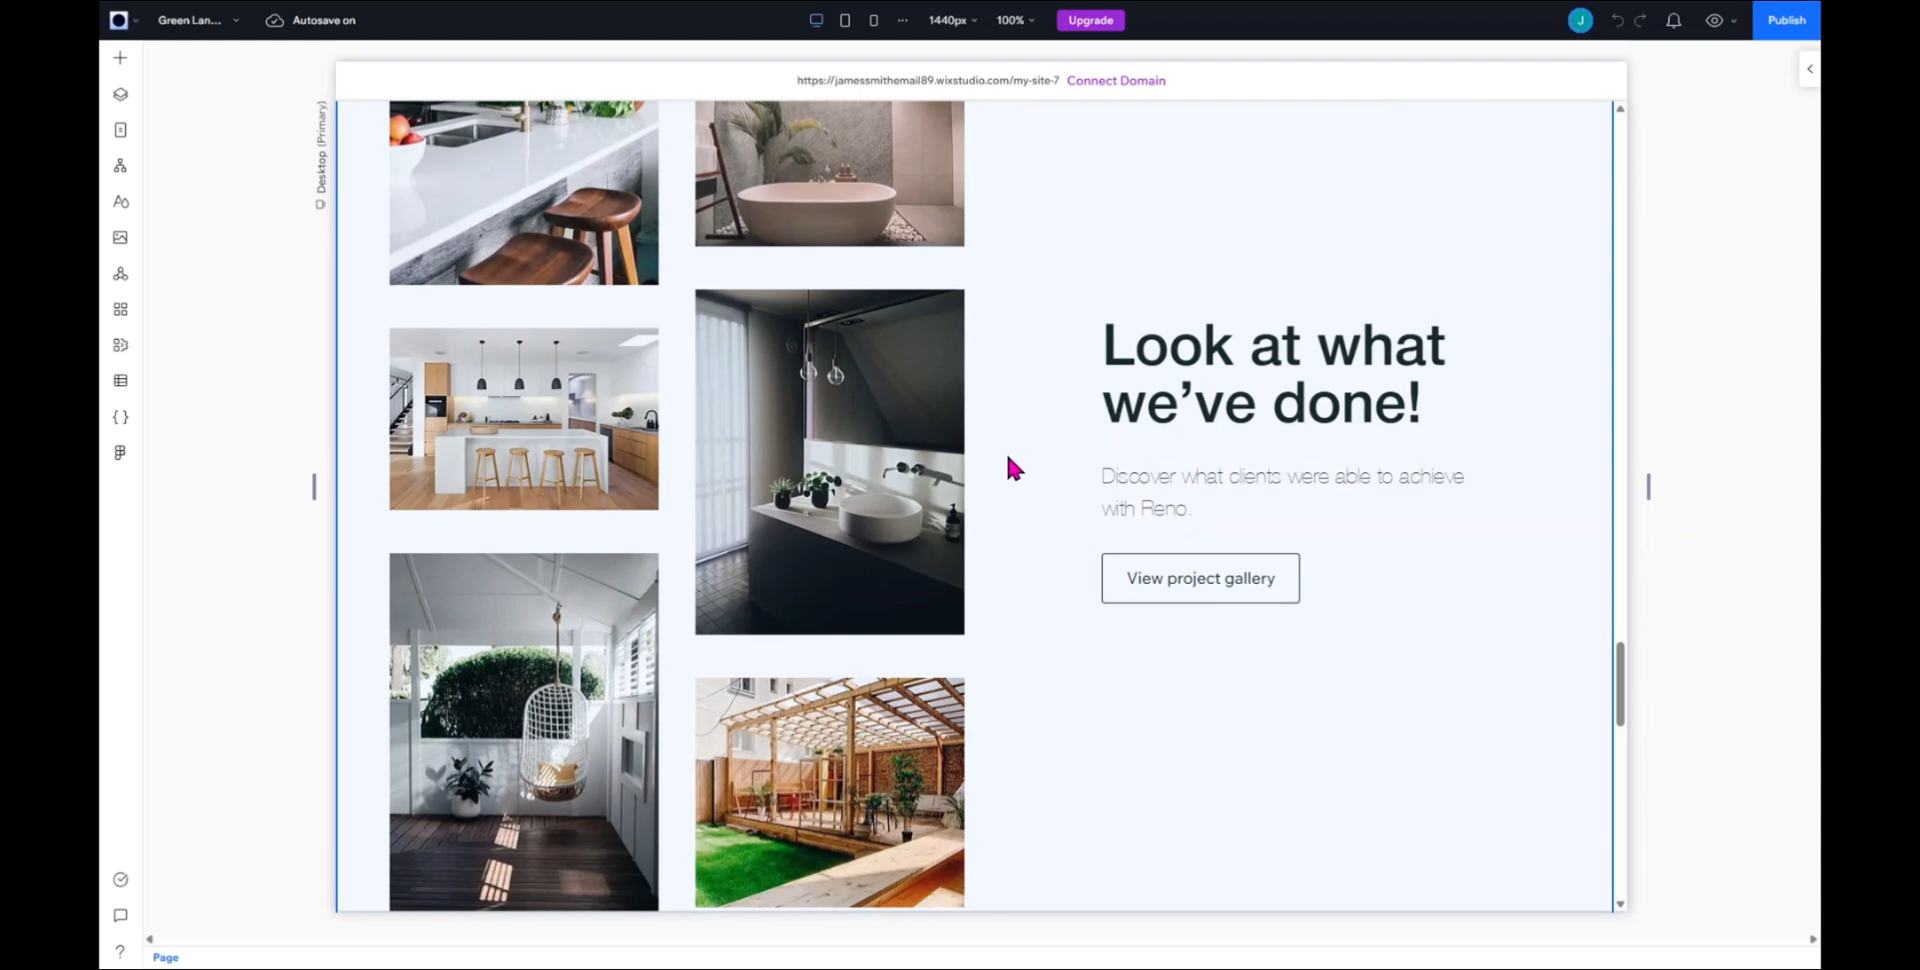 Green Lan...
Autosave on
1440px
100%
Upgrade
J
Publish
https://jamessmithemail89.wixstudio.com/my-site-7 Connect Domain
Desktop (Primary)
Look at what
we’ve done!
Discover what clients were able to achieve
with Reno.
View project gallery
Page